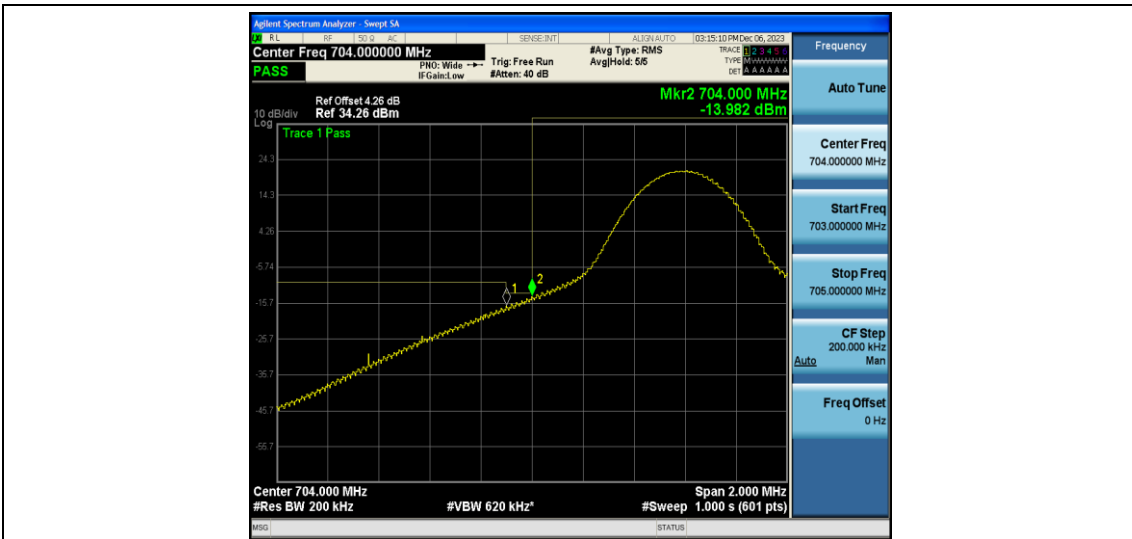 Agilent Spectrum Analyzer - Swept SA
RL RF 50 Ω AC SENSE:INT ALIGN AUTO 03:15:10 PM Dec 06, 2023
Center Freq 704.000000 MHz
PASS
PNO: Wide
IFGain:Low
Trig: Free Run
#Atten: 40 dB
#Avg Type: RMS
Avg|Hold: 5/5
TRACE 1 2 3 4 5 6
TYPE M
DET A A A A A A
Mkr2 704.000 MHz
-13.982 dBm
Ref Offset 4.26 dB
10 dB/div Ref 34.26 dBm
Log
Trace 1 Pass
24.3
14.3
4.26
-5.74
-15.7
-25.7
-35.7
-45.7
-55.7
1
2
Center 704.000 MHz Span 2.000 MHz
#Res BW 200 kHz #VBW 620 kHz* #Sweep 1.000 s (601 pts)
MSG STATUS
Frequency
Auto Tune
Center Freq
704.000000 MHz
Start Freq
703.000000 MHz
Stop Freq
705.000000 MHz
CF Step
200.000 kHz
Auto Man
Freq Offset
0 Hz